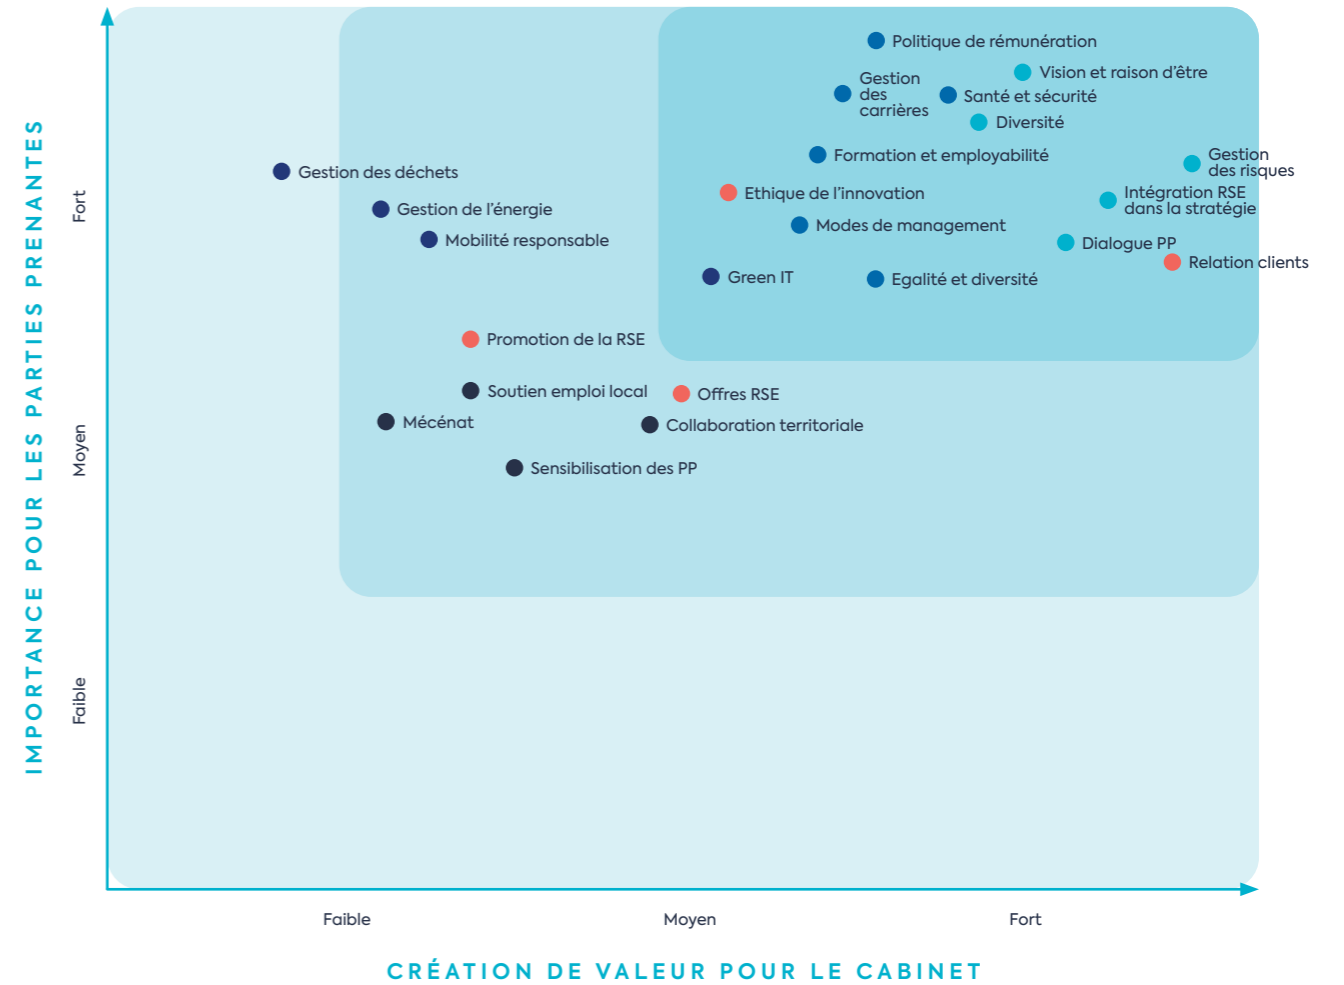 IMPORTANCE POUR LES PARTIES PRENANTES
Fort
Moyen
Faible
Politique de rémunération
Vision et raison d’être
Gestion
des
carrières
Santé et sécurité
Diversité
Formation et employabilité
Gestion
des risques
Gestion des déchets
Ethique de l’innovation
Intégration RSE
dans la stratégie
Gestion de l’énergie
Modes de management
Mobilité responsable
Dialogue PP
Relation clients
Green IT
Egalité et diversité
Promotion de la RSE
Soutien emploi local
Offres RSE
Mécénat
Collaboration territoriale
Sensibilisation des PP
Faible
Moyen
Fort
CRÉATION DE VALEUR POUR LE CABINET